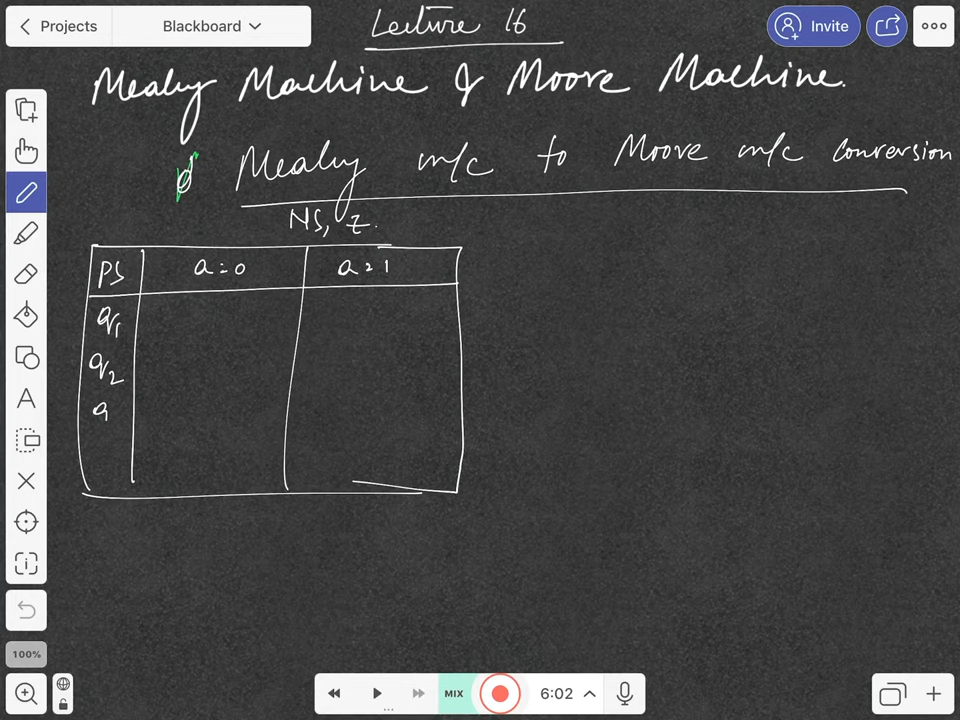 Projects
Blackboard
Invite
Lecture 16
Mealy Machine & Moore Machine.
Mealy m/c to Moore m/c conversion
NS, Z.
PS a=0 a=1
q1
q2
q
100%
MIX
6:02